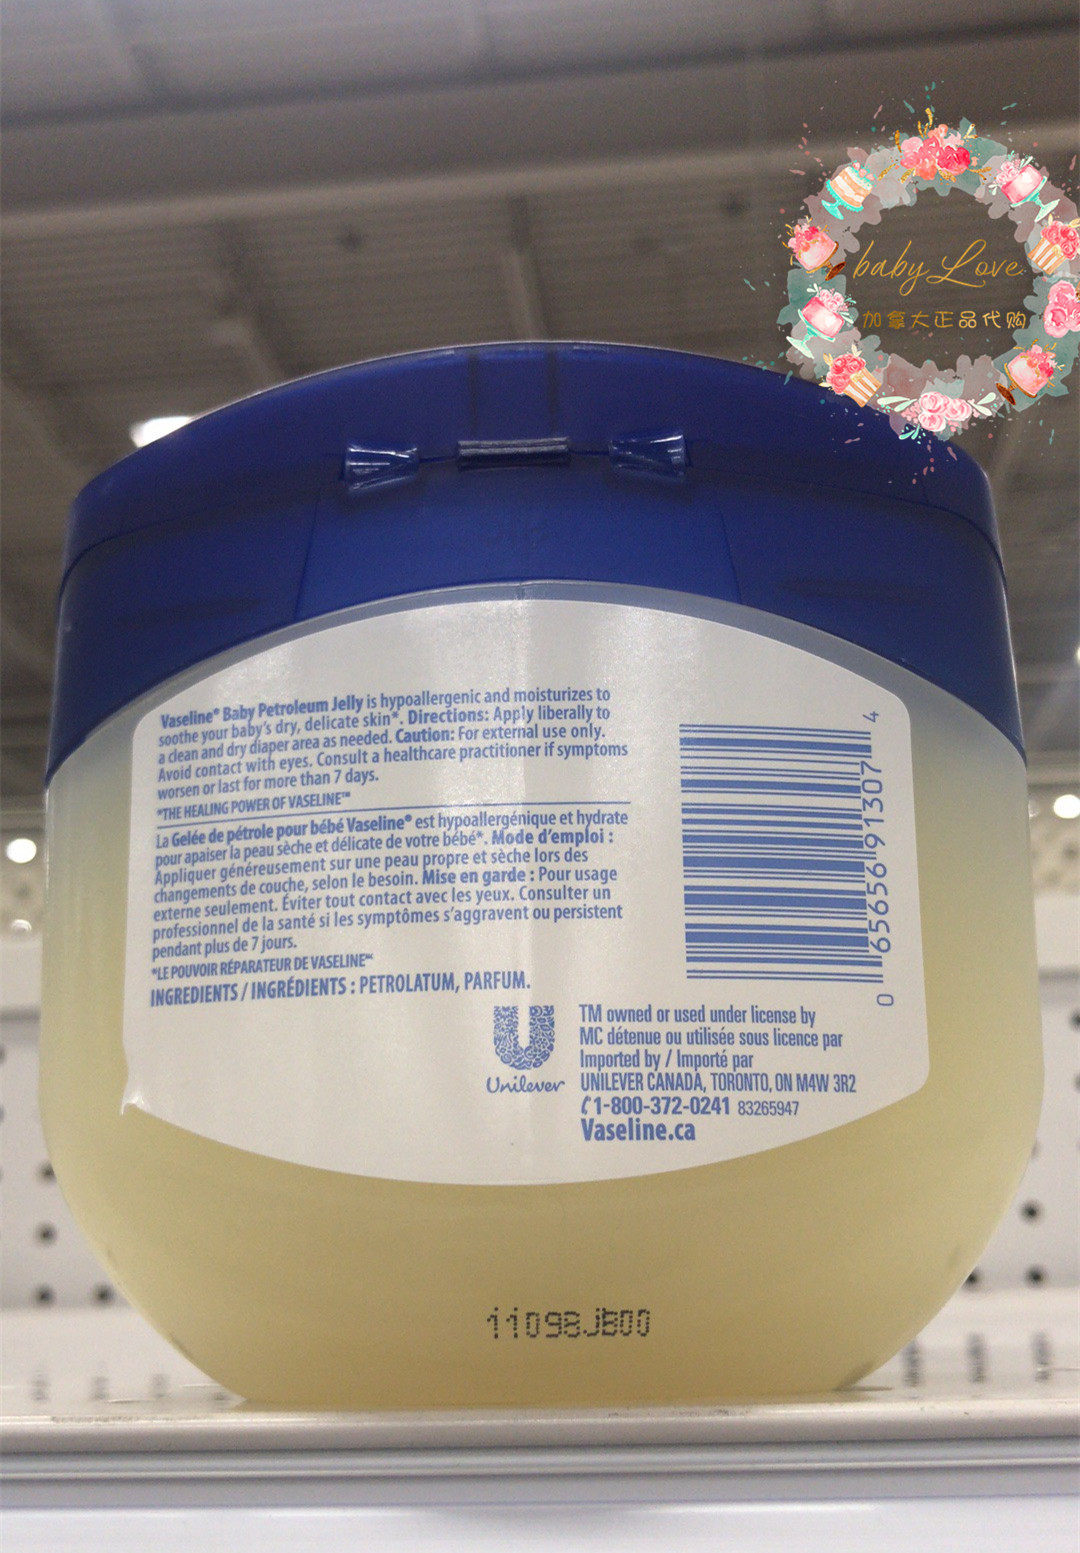 baby Love
加拿大正品代购
Vaseline® Baby Petroleum Jelly is hypoallergenic and moisturizes to
soothe your baby's dry, delicate skin*. Directions: Apply liberally to
a clean and dry diaper area as needed. Caution: For external use only.
Avoid contact with eyes. Consult a healthcare practitioner if symptoms
worsen or last for more than 7 days.
*THE HEALING POWER OF VASELINE™
La Gelée de pétrole pour bébé Vaseline® est hypoallergénique et hydrate
pour apaiser la peau sèche et délicate de votre bébé*. Mode d'emploi :
Appliquer généreusement sur une peau propre et sèche lors des
changements de couche, selon le besoin. Mise en garde : Pour usage
externe seulement. Éviter tout contact avec les yeux. Consulter un
professionnel de la santé si les symptômes s'aggravent ou persistent
pendant plus de 7 jours.
*LE POUVOIR RÉPARATEUR DE VASELINE™
INGREDIENTS / INGRÉDIENTS : PETROLATUM, PARFUM.
0 65656 91307 4
Unilever
TM owned or used under license by
MC détenue ou utilisée sous licence par
Imported by / Importé par
UNILEVER CANADA, TORONTO, ON M4W 3R2
1-800-372-0241 83265947
Vaseline.ca
11098JB00